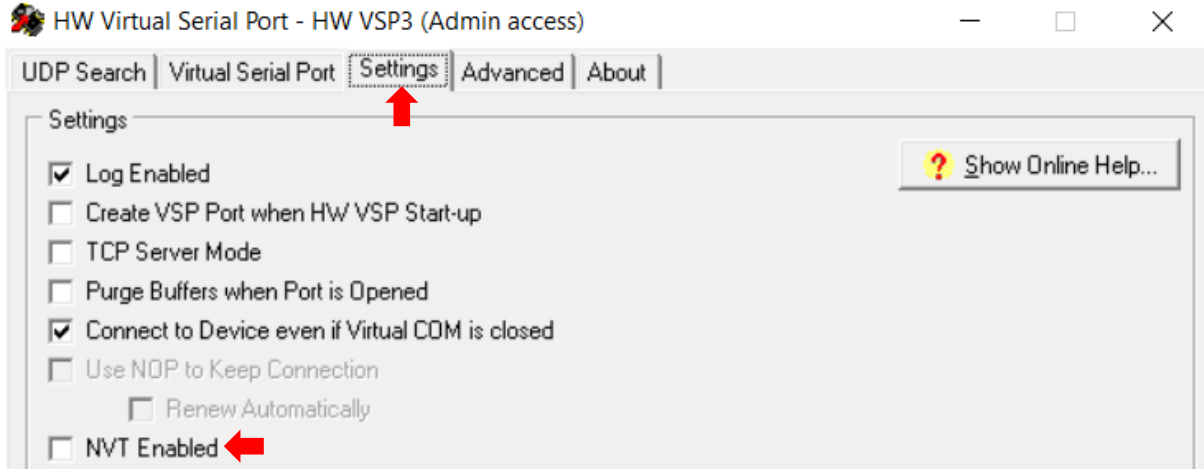 HW Virtual Serial Port - HW VSP3 (Admin access)
UDP Search Virtual Serial Port Settings Advanced About
Settings
Show Online Help...
Log Enabled
Create VSP Port when HW VSP Start-up
TCP Server Mode
Purge Buffers when Port is Opened
Connect to Device even if Virtual COM is closed
Use NOP to Keep Connection
Renew Automatically
NVT Enabled